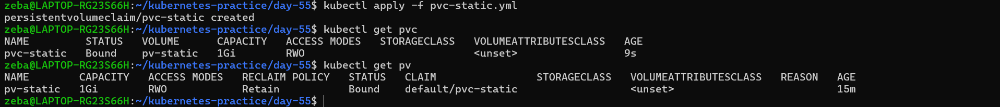 zeba@LAPTOP-RG23S66H:~/kubernetes-practice/day-55$ kubectl apply -f pvc-static.yml
persistentvolumeclaim/pvc-static created
zeba@LAPTOP-RG23S66H:~/kubernetes-practice/day-55$ kubectl get pvc
NAME         STATUS   VOLUME      CAPACITY   ACCESS MODES   STORAGECLASS   VOLUMEATTRIBUTESCLASS   AGE
pvc-static   Bound    pv-static   1Gi        RWO                           <unset>                 9s
zeba@LAPTOP-RG23S66H:~/kubernetes-practice/day-55$ kubectl get pv
NAME        CAPACITY   ACCESS MODES   RECLAIM POLICY   STATUS   CLAIM                STORAGECLASS   VOLUMEATTRIBUTESCLASS   REASON   AGE
pv-static   1Gi        RWO            Retain           Bound    default/pvc-static                  <unset>                          15m
zeba@LAPTOP-RG23S66H:~/kubernetes-practice/day-55$